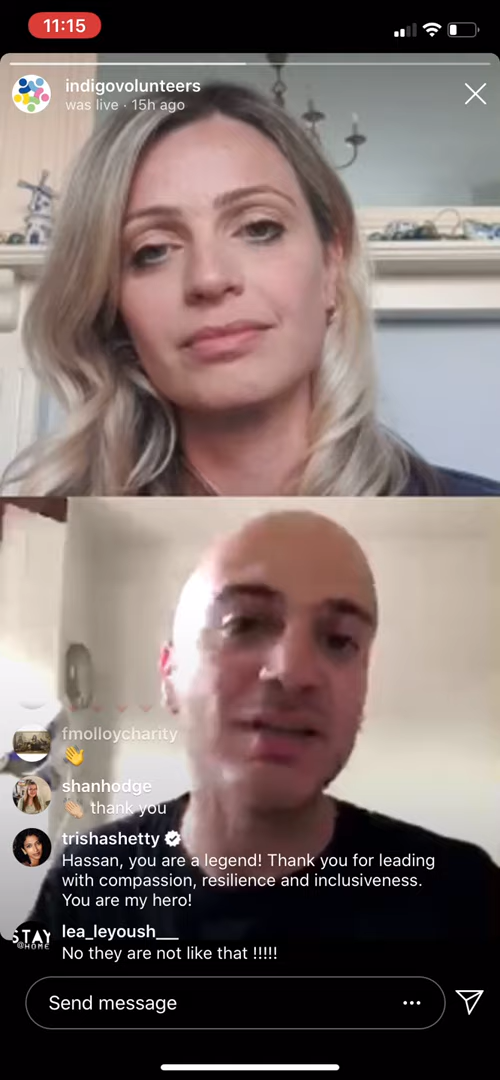 11:15
indigovolunteers
was live · 15h ago
fmolloycharity
👋
shanhodge
👏🏼 thank you
trishashetty
Hassan, you are a legend! Thank you for leading
with compassion, resilience and inclusiveness.
You are my hero!
STAY
@HOME
lea_leyoush__
No they are not like that !!!!!
Send message